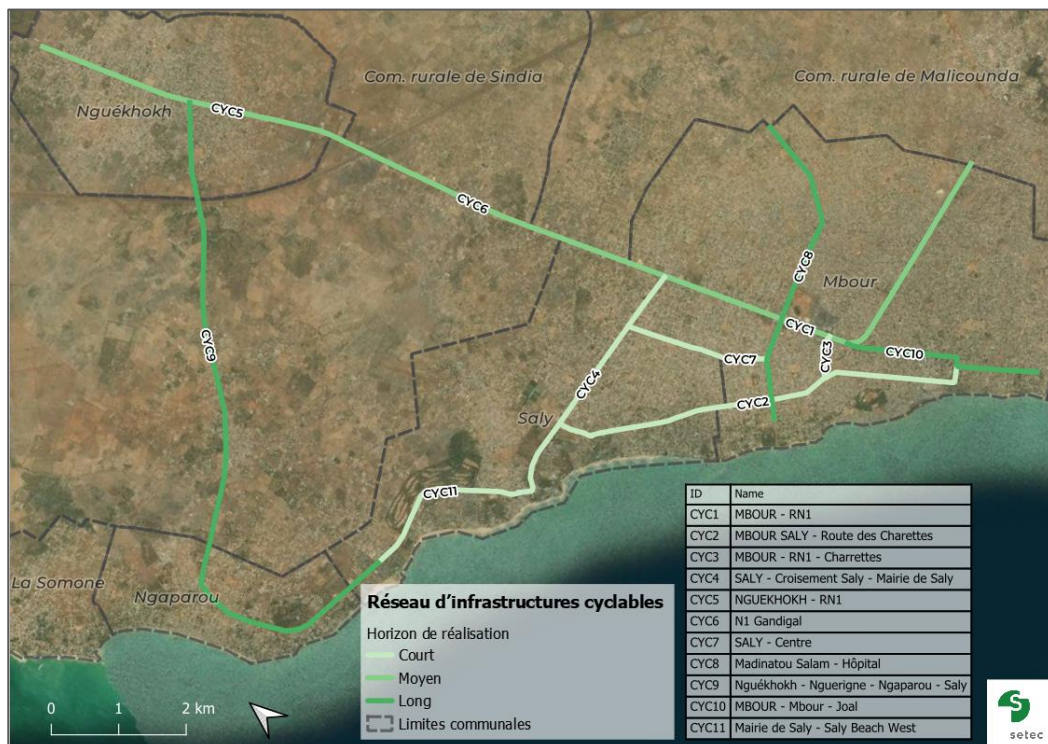 Com. rurale de Sindia
Com. rurale de Malicounda
Nguékhokh
CYC5
CYC6
CYC8
Mbour
CYC1
CYC3
CYC10
CYC9
CYC7
CYC4
CYC2
Saly
CYC11
La Somone
Ngaparou
Réseau d'infrastructures cyclables
Horizon de réalisation
Court
Moyen
Long
Limites communales
0 1 2 km
ID Name
CYC1 MBOUR - RN1
CYC2 MBOUR SALY - Route des Charettes
CYC3 MBOUR - RN1 - Charrettes
CYC4 SALY - Croisement Saly - Mairie de Saly
CYC5 NGUEKHOKH - RN1
CYC6 N1 Gandigal
CYC7 SALY - Centre
CYC8 Madinatou Salam - Hôpital
CYC9 Nguékhokh - Nguerigne - Ngaparou - Saly
CYC10 MBOUR - Mbour - Joal
CYC11 Mairie de Saly - Saly Beach West
setec